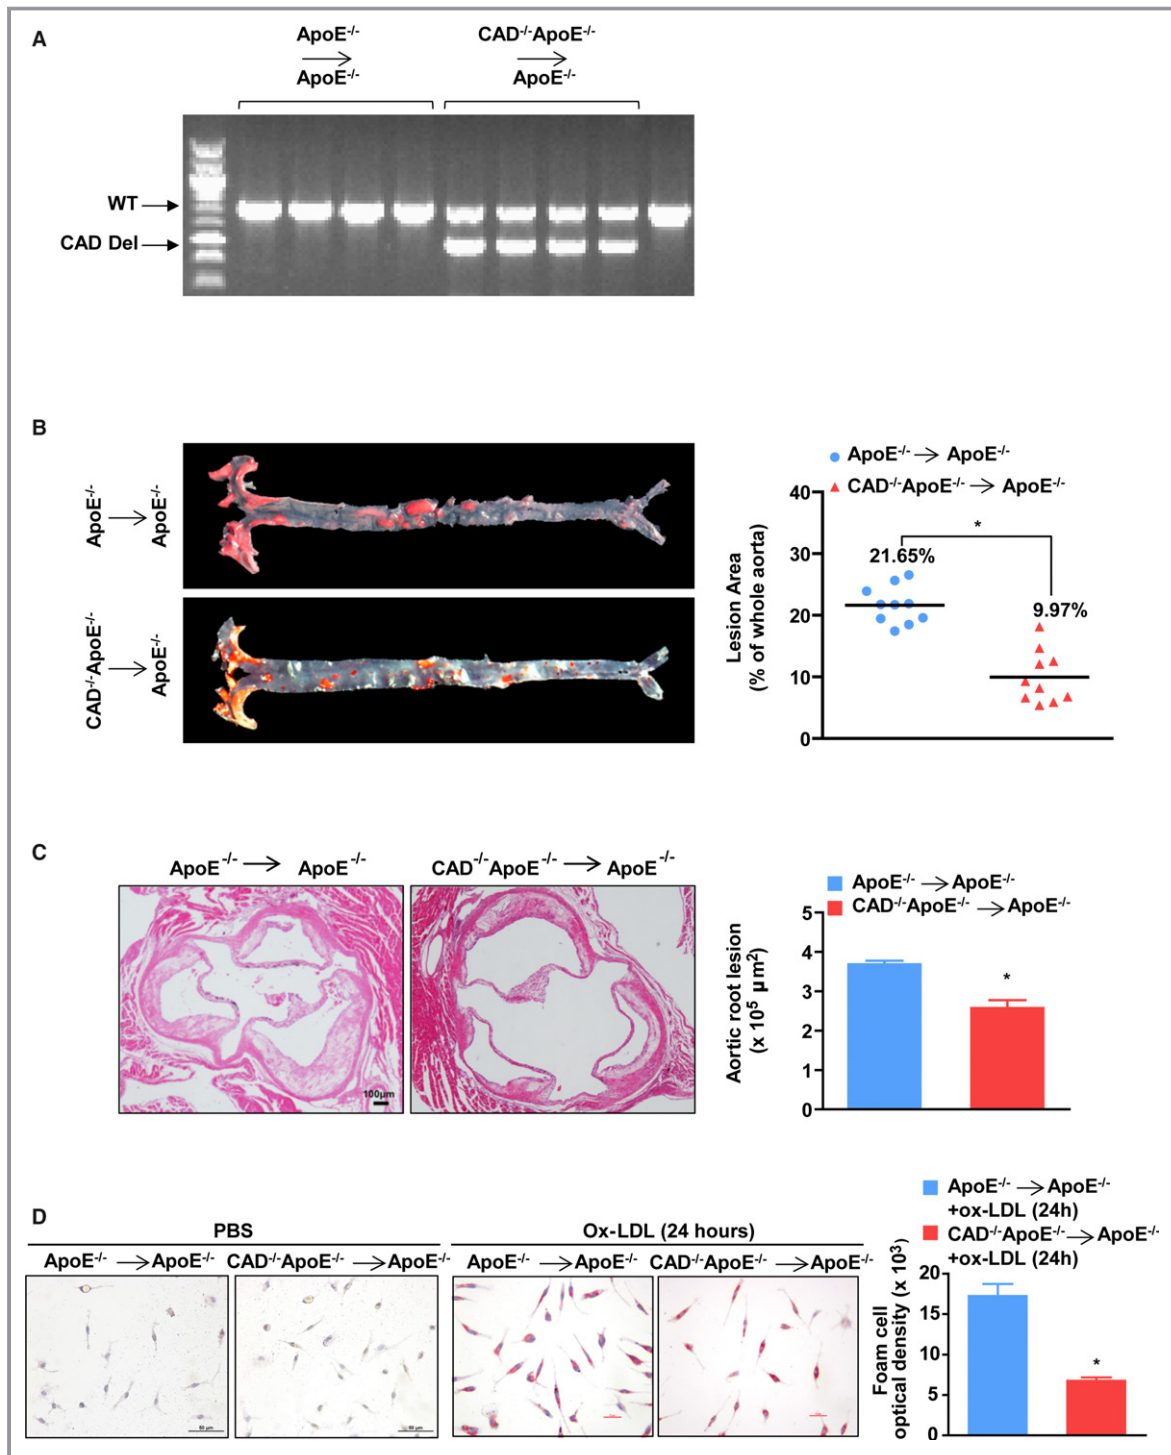 A
ApoE⁻/⁻
→
ApoE⁻/⁻
CAD⁻/⁻ApoE⁻/⁻
→
ApoE⁻/⁻
WT →
CAD Del →
B
ApoE⁻/⁻
→ ApoE⁻/⁻
CAD⁻/⁻ApoE⁻/⁻
→ ApoE⁻/⁻
ApoE⁻/⁻ → ApoE⁻/⁻
CAD⁻/⁻ApoE⁻/⁻ → ApoE⁻/⁻
Lesion Area
(% of whole aorta)
40
30
20
10
0
*
21.65%
9.97%
C
ApoE⁻/⁻ → ApoE⁻/⁻
CAD⁻/⁻ApoE⁻/⁻ → ApoE⁻/⁻
100µm
ApoE⁻/⁻ → ApoE⁻/⁻
CAD⁻/⁻ApoE⁻/⁻ → ApoE⁻/⁻
Aortic root lesion
(x 10⁵ µm²)
5
4
3
2
1
0
*
D
PBS
ApoE⁻/⁻ → ApoE⁻/⁻
CAD⁻/⁻ApoE⁻/⁻ → ApoE⁻/⁻
Ox-LDL (24 hours)
ApoE⁻/⁻ → ApoE⁻/⁻
CAD⁻/⁻ApoE⁻/⁻ → ApoE⁻/⁻
ApoE⁻/⁻ → ApoE⁻/⁻
+ox-LDL (24h)
CAD⁻/⁻ApoE⁻/⁻ → ApoE⁻/⁻
+ox-LDL (24h)
Foam cell
optical density (x 10³)
20
15
10
5
0
*